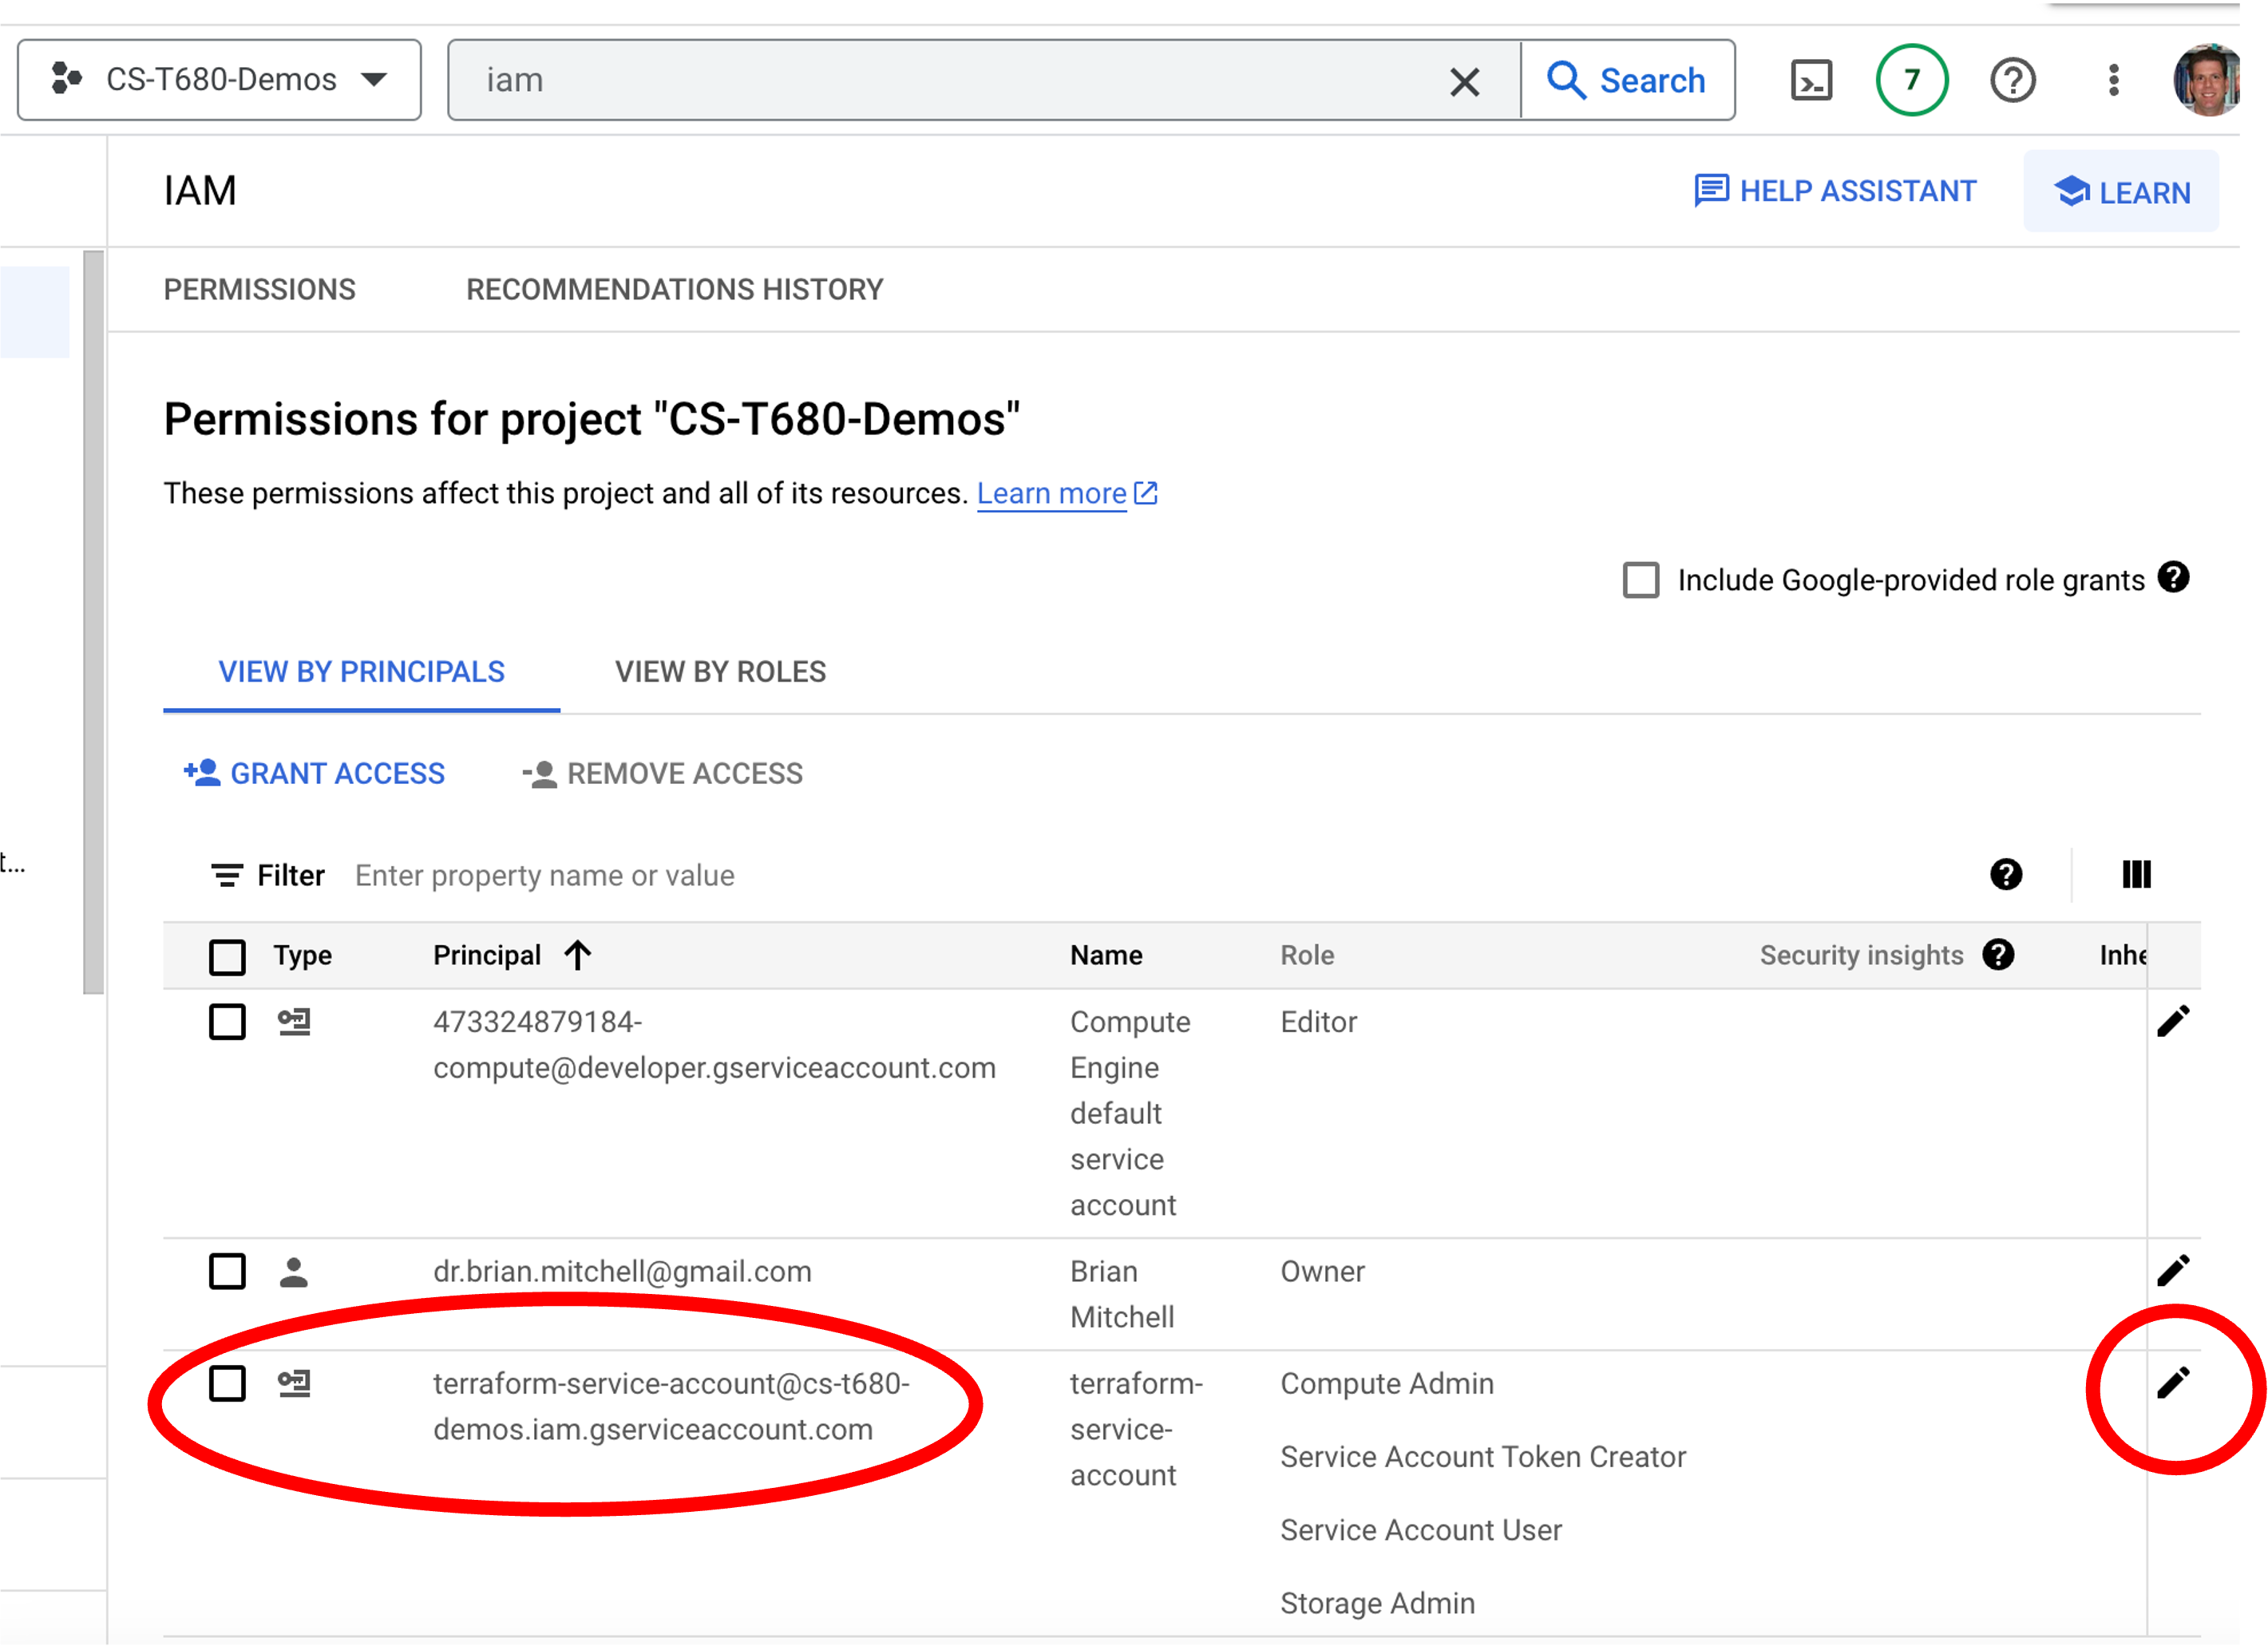 CS-T680-Demos
iam
Search
7
IAM
HELP ASSISTANT
LEARN
PERMISSIONS
RECOMMENDATIONS HISTORY
Permissions for project "CS-T680-Demos"
These permissions affect this project and all of its resources. Learn more
Include Google-provided role grants
VIEW BY PRINCIPALS
VIEW BY ROLES
GRANT ACCESS
REMOVE ACCESS
t...
Filter Enter property name or value
Type Principal Name Role Security insights Inhe
473324879184- Compute Editor
compute@developer.gserviceaccount.com Engine
default
service
account
dr.brian.mitchell@gmail.com Brian Owner
Mitchell
terraform-service-account@cs-t680- terraform- Compute Admin
demos.iam.gserviceaccount.com service-
Service Account Token Creator
account
Service Account User
Storage Admin